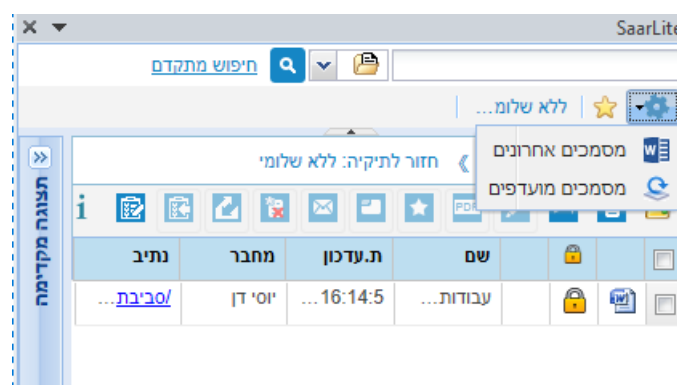 SaarLite
חיפוש מתקדם
ללא שלומ...
מסמכים אחרונים
מסמכים מועדפים
חזור לתיקיה: ללא שלומי
תצוגה מקדימה
PDF
שם ת.עדכון מחבר נתיב
עבודות... 16:14:5... יוסי דן /סביבת...